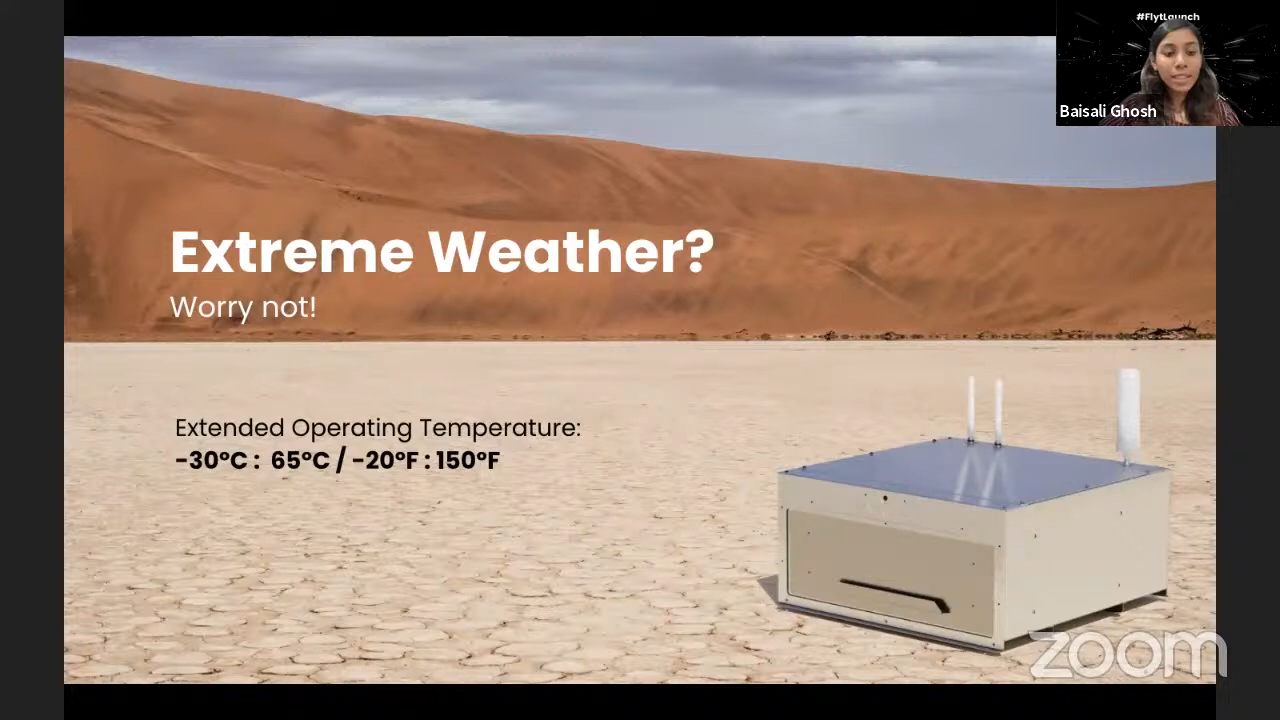 #FlytLaunch
Baisali Ghosh
Extreme Weather?
Worry not!
Extended Operating Temperature:
-30°C : 65°C / -20°F : 150°F
zoom